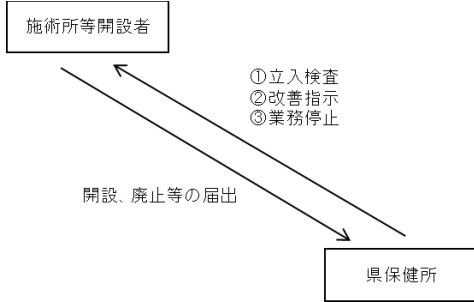 施術所等開設者
①立入検査
②改善指示
③業務停止
開設、廃止等の届出
県保健所